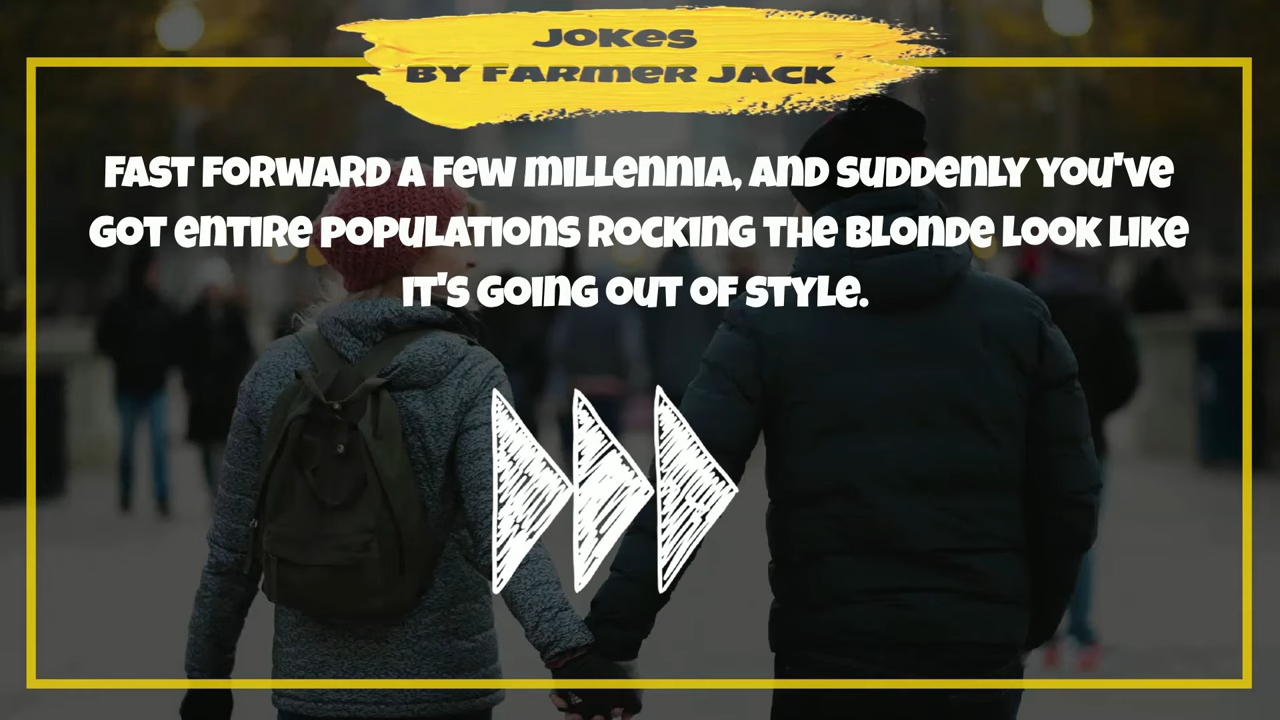 JOKES
BY FARMER JACK
FAST FORWARD A FEW MILLENNIA, AND SUDDENLY YOU'VE
GOT ENTIRE POPULATIONS ROCKING THE BLONDE LOOK LIKE
IT'S GOING OUT OF STYLE.